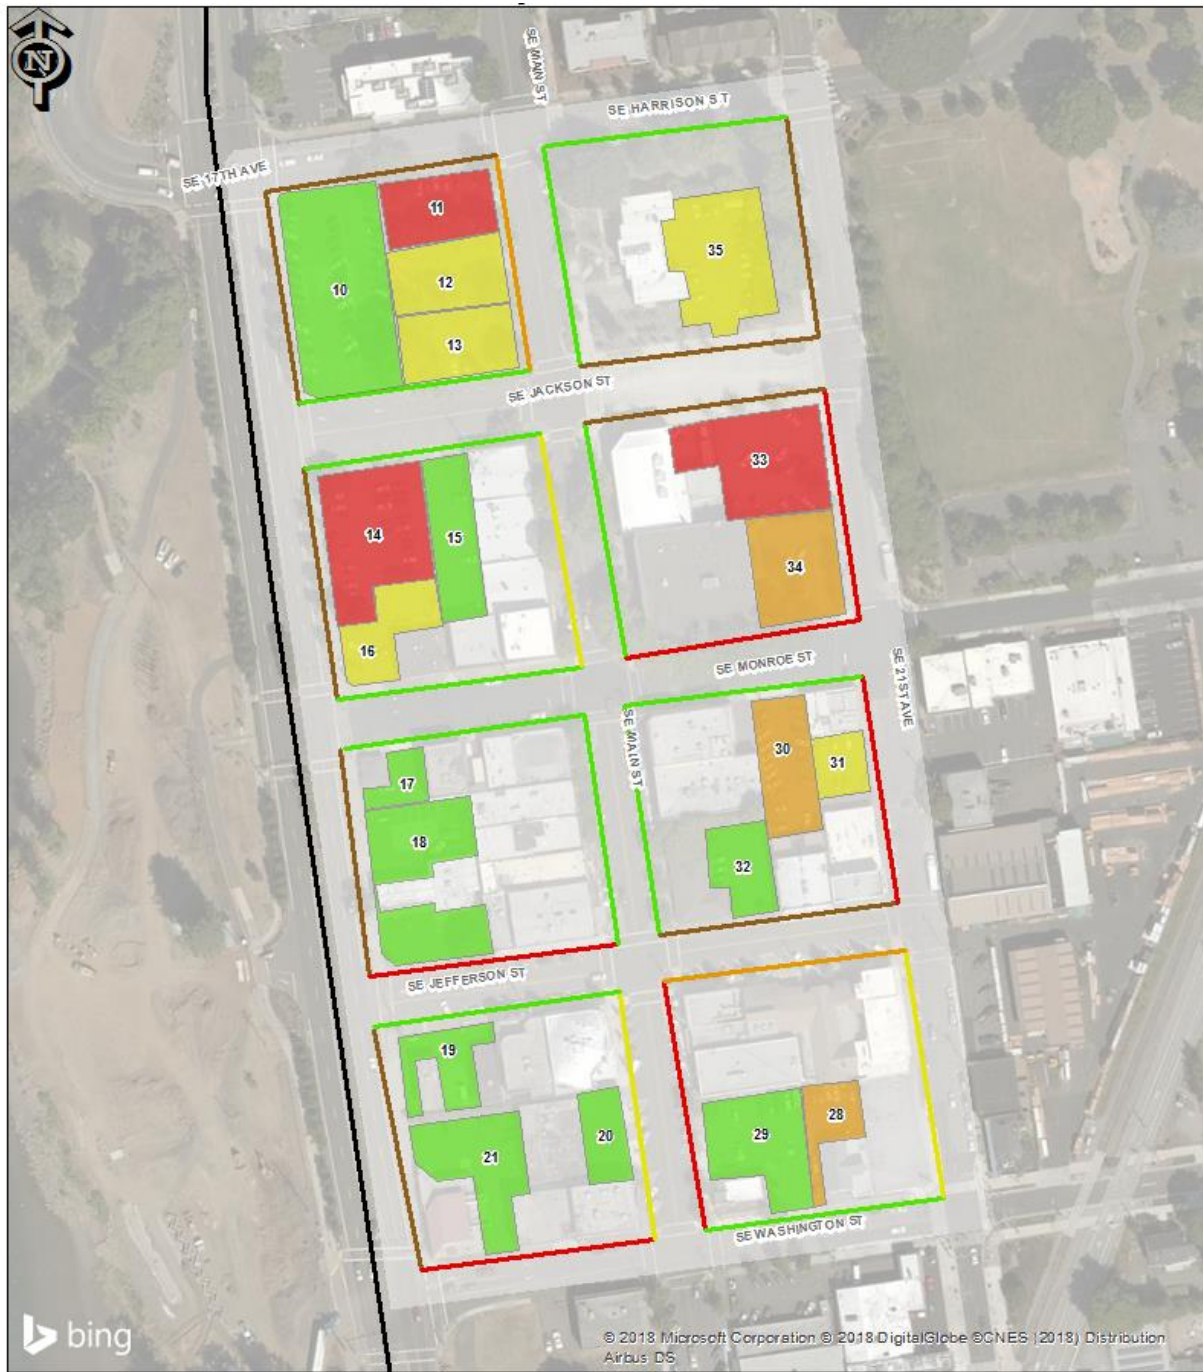 N
SE MAIN ST
SE HARRISON ST
SE 17TH AVE
11
10
12
35
13
SE JACKSON ST
33
14
15
34
16
SE MONROE ST
SE 21ST AVE
SE MAIN ST
30
31
17
18
32
SE JEFFERSON ST
19
28
29
20
21
SE WASHINGTON ST
bing
© 2018 Microsoft Corporation © 2018 DigitalGlobe ©CNES (2018) Distribution
Airbus DS